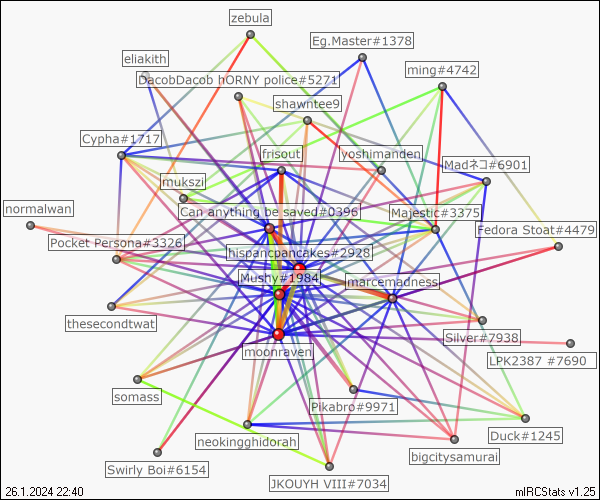 zebula
Eg.Master#1378
eliakith
ming#4742
DacobDacob hORNY police#5271
shawntee9
Cypha#1717
frisout
yoshimanden
Madネコ#6901
mukszi
normalwan
Can anything be saved#0396
Majestic#3375
Fedora Stoat#4479
Pocket Persona#3326
hispancpancakes#2928
Mushy#1984
marcemadness
thesecondtwat
Silver#7938
moonraven
LPK2387 #7690
somass
Pikabro#9971
neokingghidorah
Duck#1245
bigcitysamurai
Swirly Boi#6154
JKOUYH VIII#7034
26.1.2024 22:40
mIRCStats v1.25